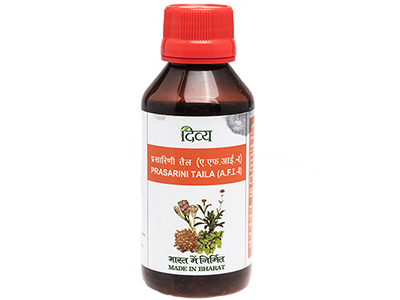 दिव्य
प्रसारिणी तैल (ए.एफ.आई.-I)
PRASARINI TAILA (A.F.I.-I)
भारत में निर्मित
MADE IN BHARAT